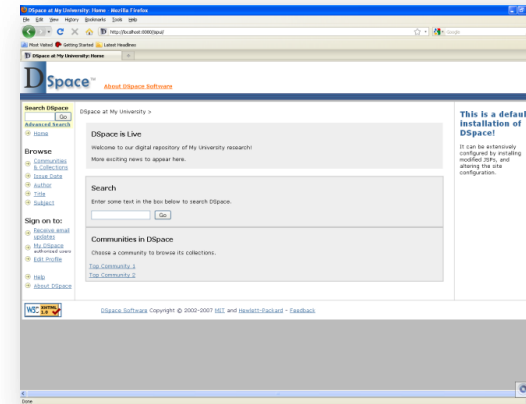 DSpace at My University: Home - Mozilla Firefox
File Edit View History Bookmarks Tools Help
http://localhost:8080/jspui/
Google
Most Visited Getting Started Latest Headlines
DSpace at My University: Home
DSpace™
About DSpace Software
Search DSpace
Go
Advanced Search
Home
Browse
Communities
& Collections
Issue Date
Author
Title
Subject
Sign on to:
Receive email
updates
My DSpace
authorized users
Edit Profile
Help
About DSpace
DSpace at My University >
DSpace is Live
Welcome to our digital repository of My University research!
More exciting news to appear here.
Search
Enter some text in the box below to search DSpace.
Go
Communities in DSpace
Choose a community to browse its collections.
Top Community 1
Top Community 2
This is a default
installation of
DSpace!
It can be extensively
configured by installing
modified JSPs, and
altering the site
configuration.
W3C XHTML 1.0
DSpace Software Copyright © 2002-2007 MIT and Hewlett-Packard - Feedback
Done